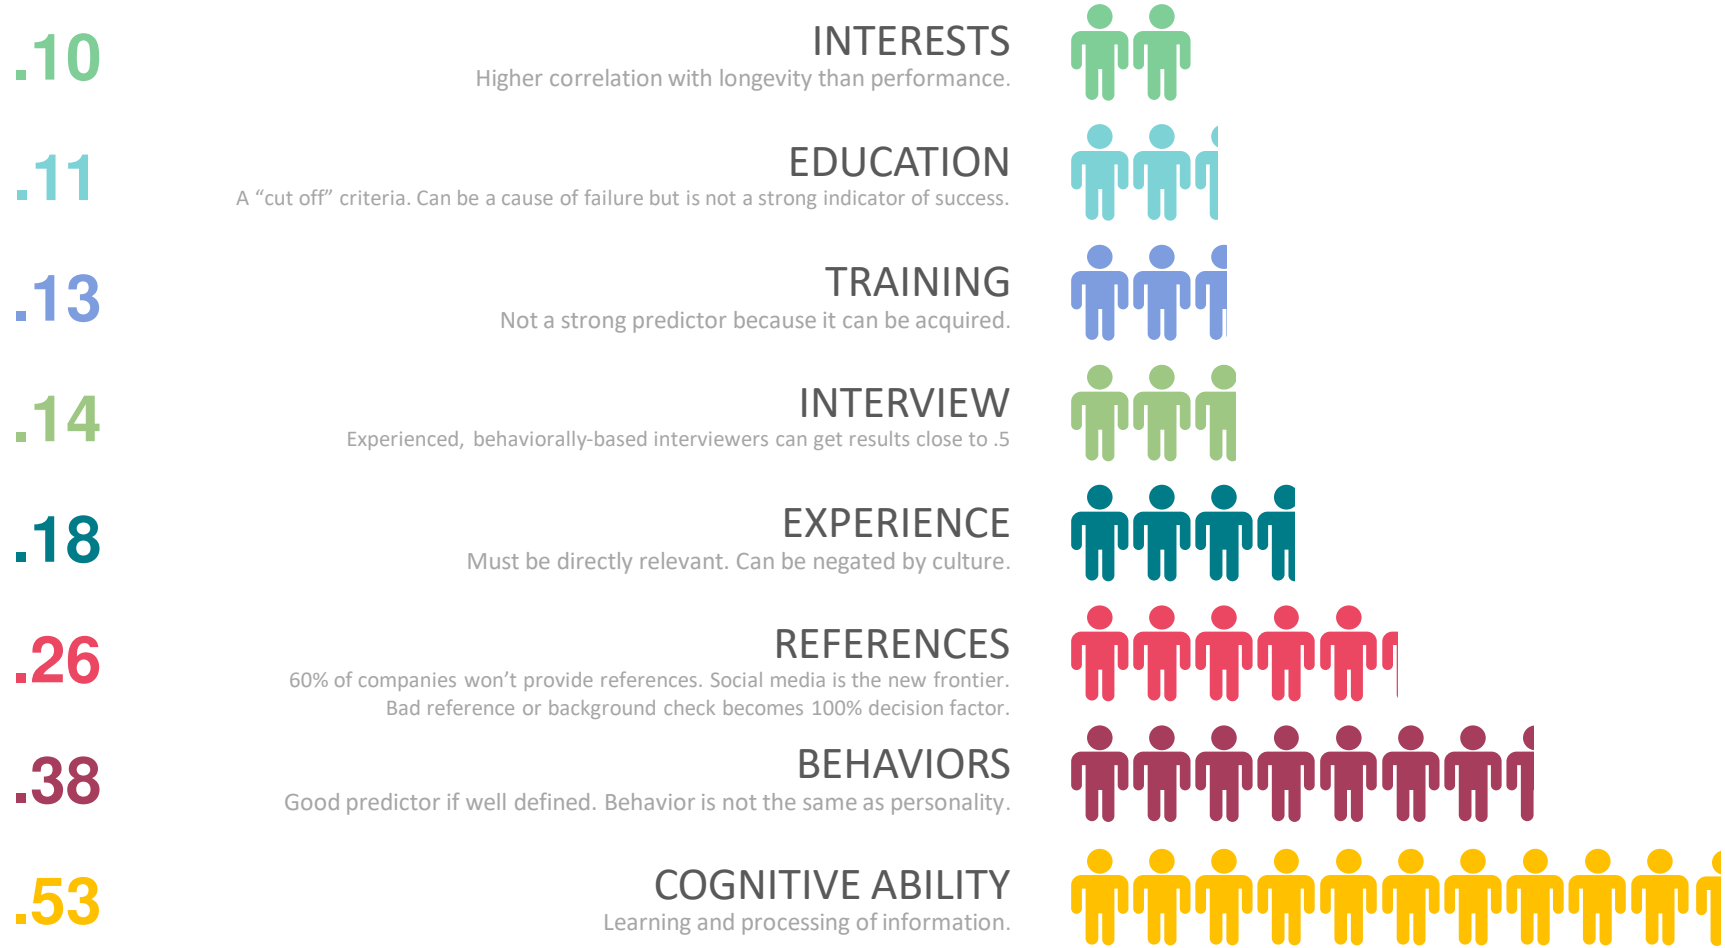 .10
INTERESTS
Higher correlation with longevity than performance.
.11
EDUCATION
A “cut off” criteria. Can be a cause of failure but is not a strong indicator of success.
.13
TRAINING
Not a strong predictor because it can be acquired.
.14
INTERVIEW
Experienced, behaviorally-based interviewers can get results close to .5
.18
EXPERIENCE
Must be directly relevant. Can be negated by culture.
.26
REFERENCES
60% of companies won’t provide references. Social media is the new frontier.
Bad reference or background check becomes 100% decision factor.
.38
BEHAVIORS
Good predictor if well defined. Behavior is not the same as personality.
.53
COGNITIVE ABILITY
Learning and processing of information.